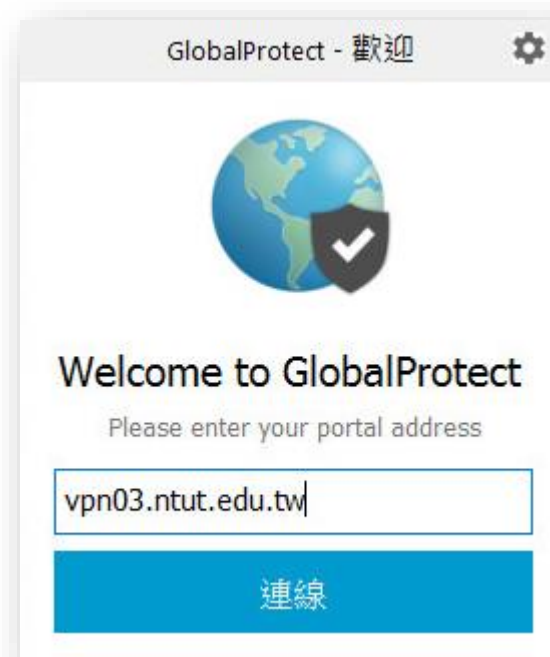 GlobalProtect - 歡迎
Welcome to GlobalProtect
Please enter your portal address
vpn03.ntut.edu.tw
連線